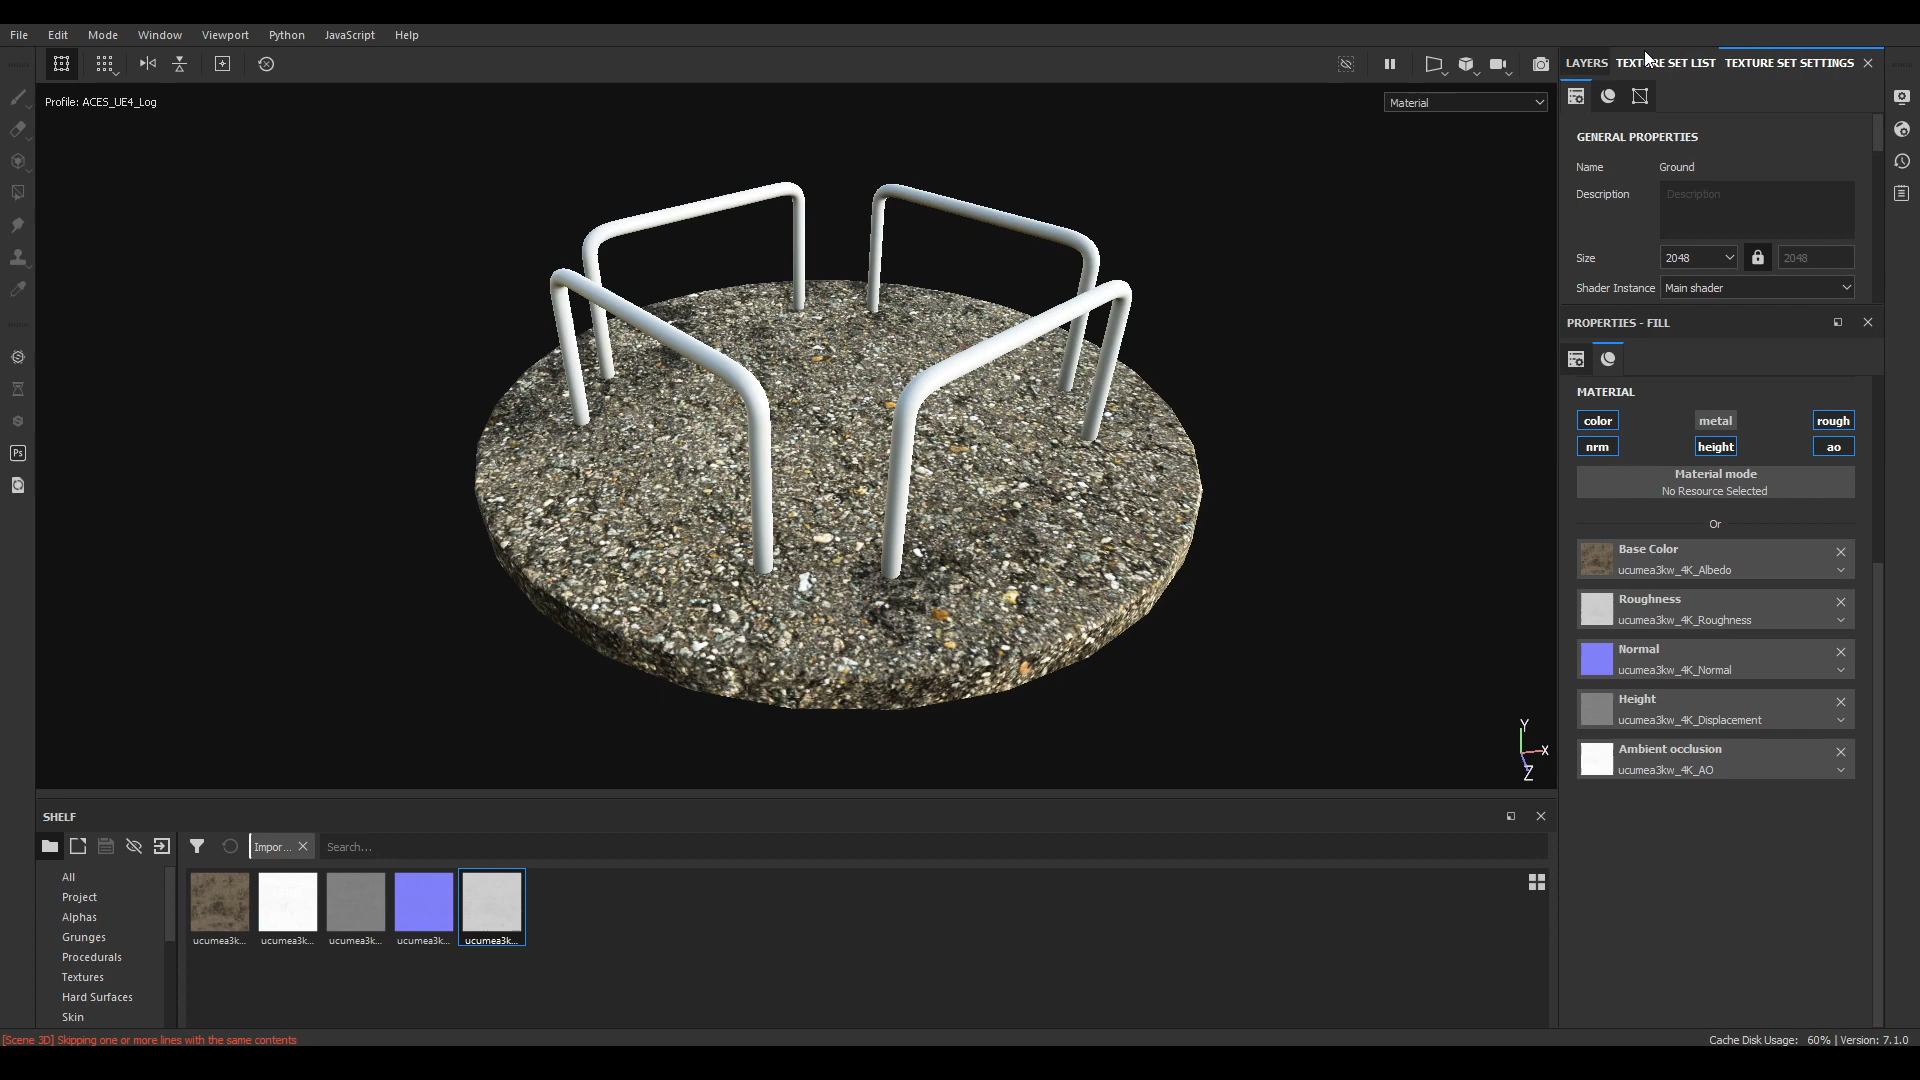 File Edit Mode Window Viewport Python JavaScript Help
LAYERS TEXTURE SET LIST TEXTURE SET SETTINGS
Profile: ACES_UE4_Log
Material
GENERAL PROPERTIES
Name Ground
Description Description
Size 2048 2048
Shader Instance Main shader
PROPERTIES - FILL
MATERIAL
color metal rough
nrm height ao
Material mode
No Resource Selected
Or
Base Color
ucumea3kw_4K_Albedo
Roughness
ucumea3kw_4K_Roughness
Normal
ucumea3kw_4K_Normal
Height
ucumea3kw_4K_Displacement
Ambient occlusion
ucumea3kw_4K_AO
Ps
Y
X
Z
SHELF
Impor... Search...
All
Project
Alphas
Grunges
Procedurals
Textures
Hard Surfaces
Skin
ucumea3k... ucumea3k... ucumea3k... ucumea3k... ucumea3k...
[Scene 3D] Skipping one or more lines with the same contents
Cache Disk Usage: 60% | Version: 7.1.0